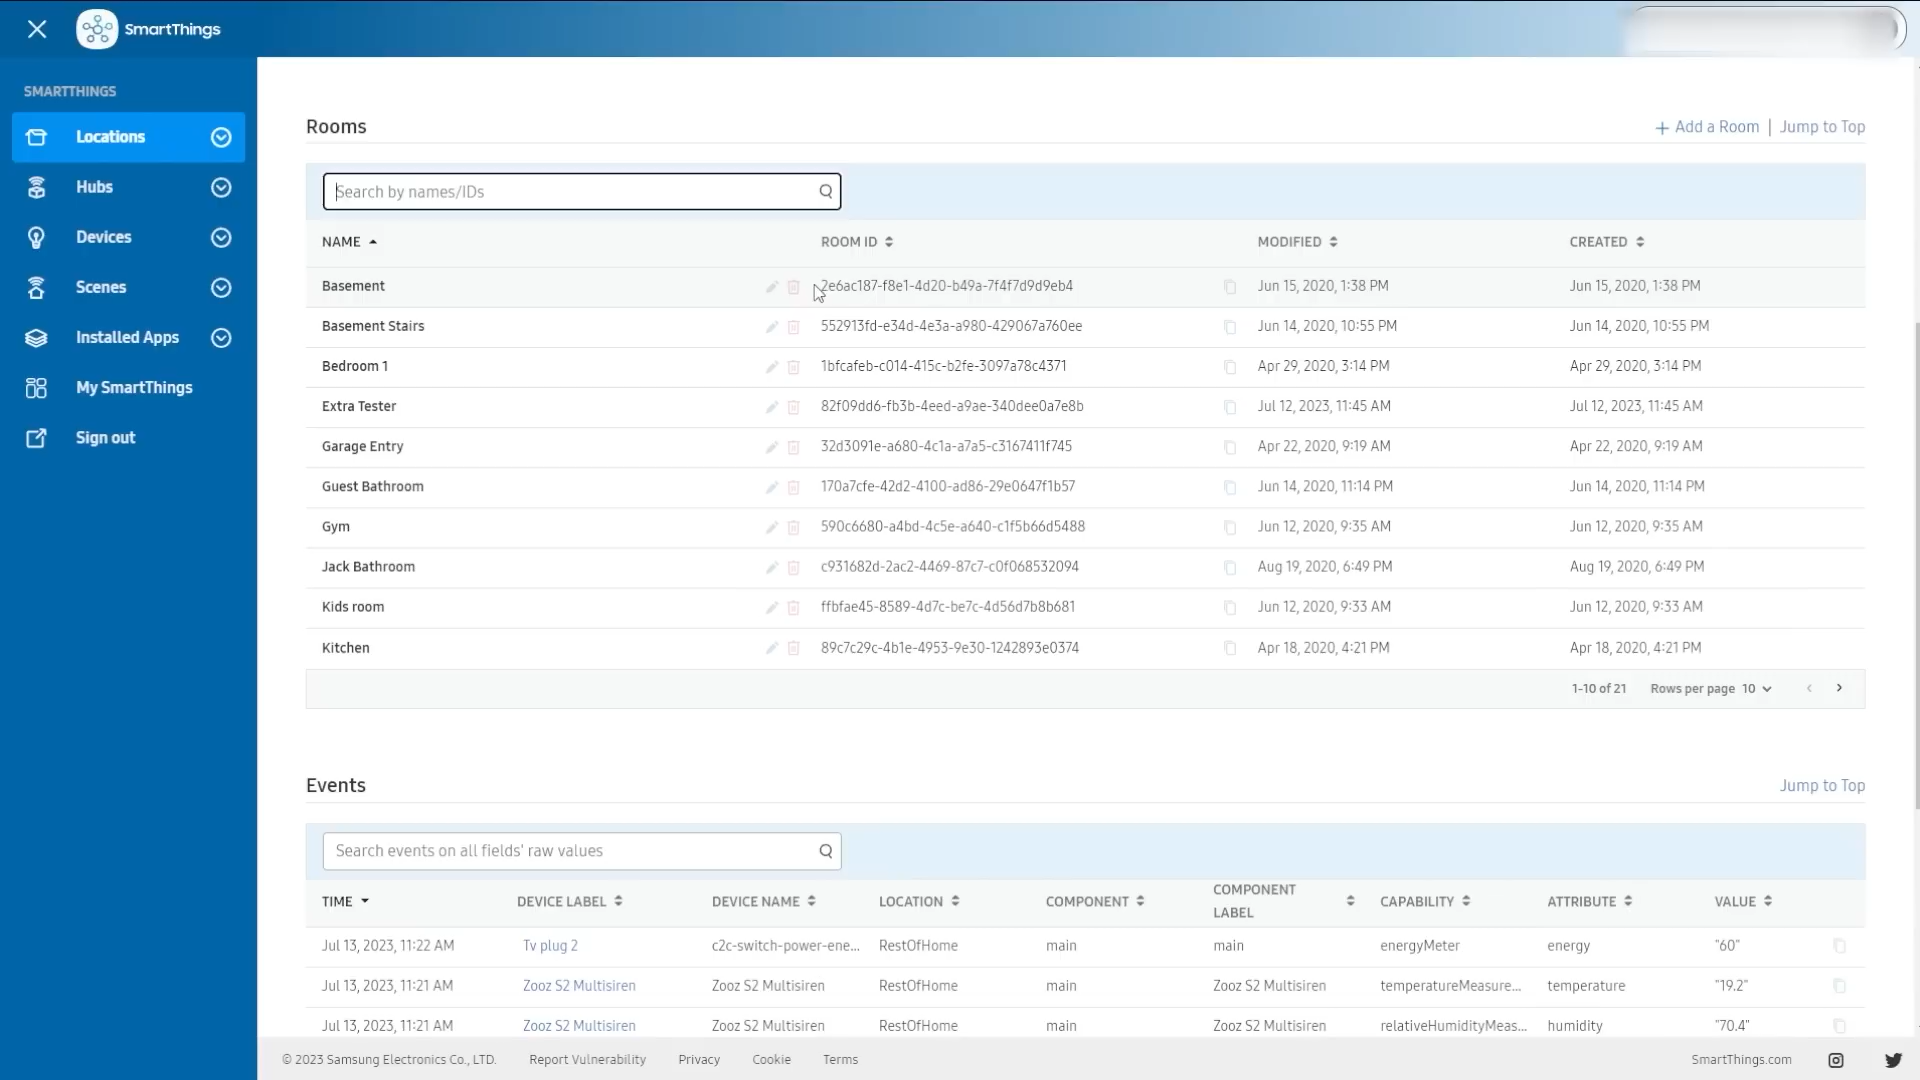 SmartThings
SMARTTHINGS
Locations
Hubs
Devices
Scenes
Installed Apps
My SmartThings
Sign out
Rooms
+ Add a Room | Jump to Top
Search by names/IDs
NAME ROOM ID MODIFIED CREATED
Basement 2e6ac187-f8e1-4d20-b49a-7f4f7d9d9eb4 Jun 15, 2020, 1:38 PM Jun 15, 2020, 1:38 PM
Basement Stairs 552913fd-e34d-4e3a-a980-429067a760ee Jun 14, 2020, 10:55 PM Jun 14, 2020, 10:55 PM
Bedroom 1 1bfcafeb-c014-415c-b2fe-3097a78c4371 Apr 29, 2020, 3:14 PM Apr 29, 2020, 3:14 PM
Extra Tester 82f09dd6-fb3b-4eed-a9ae-340dee0a7e8b Jul 12, 2023, 11:45 AM Jul 12, 2023, 11:45 AM
Garage Entry 32d3091e-a680-4c1a-a7a5-c3167411f745 Apr 22, 2020, 9:19 AM Apr 22, 2020, 9:19 AM
Guest Bathroom 170a7cfe-42d2-4100-ad86-29e0647f1b57 Jun 14, 2020, 11:14 PM Jun 14, 2020, 11:14 PM
Gym 590c6680-a4bd-4c5e-a640-c1f5b66d5488 Jun 12, 2020, 9:35 AM Jun 12, 2020, 9:35 AM
Jack Bathroom c931682d-2ac2-4469-87c7-c0f068532094 Aug 19, 2020, 6:49 PM Aug 19, 2020, 6:49 PM
Kids room ffbfae45-8589-4d7c-be7c-4d56d7b8b681 Jun 12, 2020, 9:33 AM Jun 12, 2020, 9:33 AM
Kitchen 89c7c29c-4b1e-4953-9e30-1242893e0374 Apr 18, 2020, 4:21 PM Apr 18, 2020, 4:21 PM
1-10 of 21 Rows per page 10
Events Jump to Top
Search events on all fields' raw values
TIME DEVICE LABEL DEVICE NAME LOCATION COMPONENT COMPONENT LABEL CAPABILITY ATTRIBUTE VALUE
Jul 13, 2023, 11:22 AM Tv plug 2 c2c-switch-power-ene... RestOfHome main main energyMeter energy "60"
Jul 13, 2023, 11:21 AM Zooz S2 Multisiren Zooz S2 Multisiren RestOfHome main Zooz S2 Multisiren temperatureMeasure... temperature "19.2"
Jul 13, 2023, 11:21 AM Zooz S2 Multisiren Zooz S2 Multisiren RestOfHome main Zooz S2 Multisiren relativeHumidityMeas... humidity "70.4"
© 2023 Samsung Electronics Co., LTD. Report Vulnerability Privacy Cookie Terms SmartThings.com